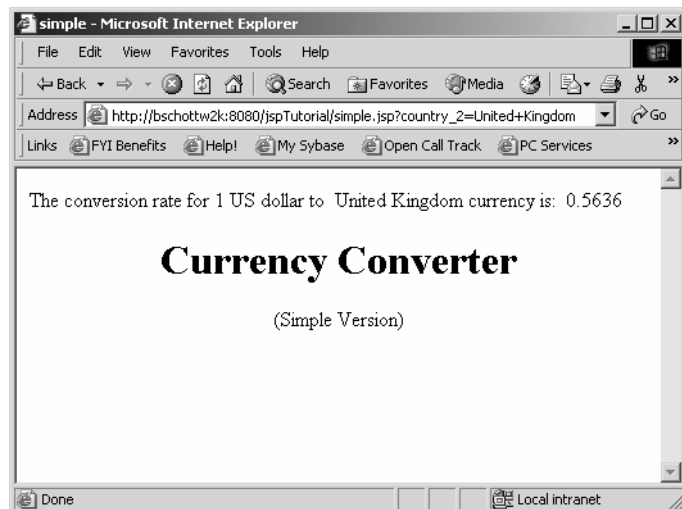 simple - Microsoft Internet Explorer
File Edit View Favorites Tools Help
Back Search Favorites Media »
Address http://bschottw2k:8080/jspTutorial/simple.jsp?country_2=United+Kingdom Go
Links FYI Benefits Help! My Sybase Open Call Track PC Services »
The conversion rate for 1 US dollar to United Kingdom currency is: 0.5636
Currency Converter
(Simple Version)
Done Local intranet